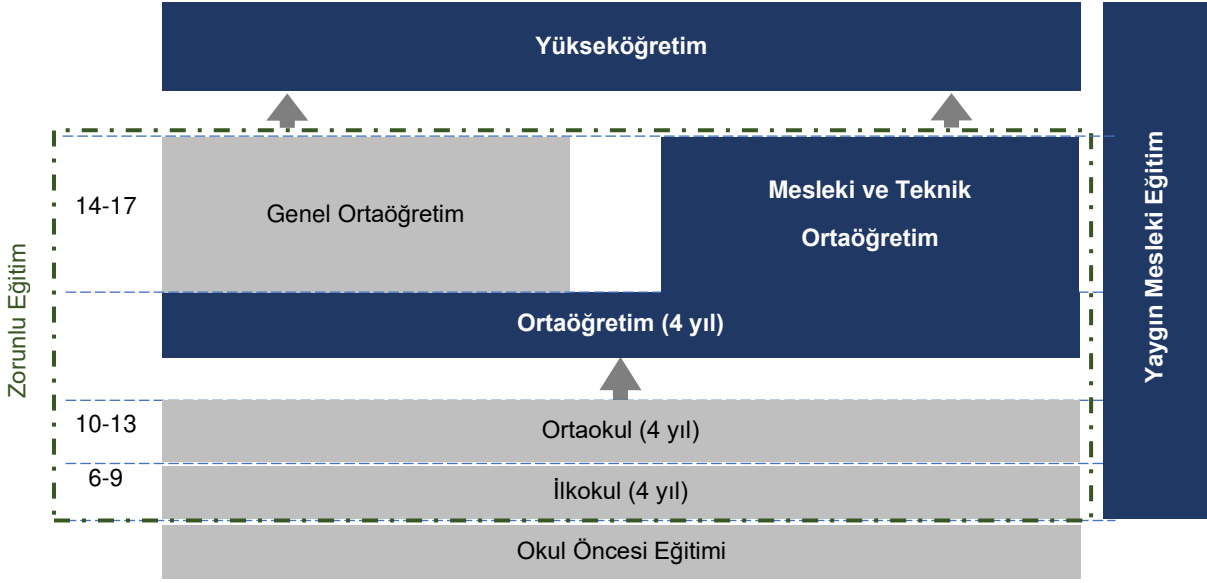 Yükseköğretim
Zorunlu Eğitim
14-17
Genel Ortaöğretim
Mesleki ve Teknik
Ortaöğretim
Ortaöğretim (4 yıl)
10-13
Ortaokul (4 yıl)
6-9
İlkokul (4 yıl)
Okul Öncesi Eğitimi
Yaygın Mesleki Eğitim